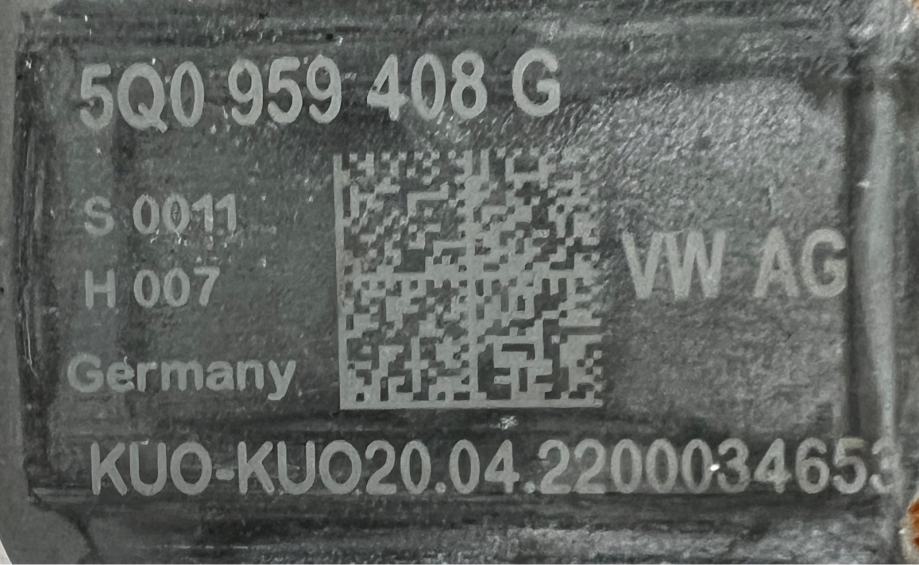 5Q0 959 408 G
S 0011
H 007
VW AG
Germany
KUO-KUO20.04.2200034653